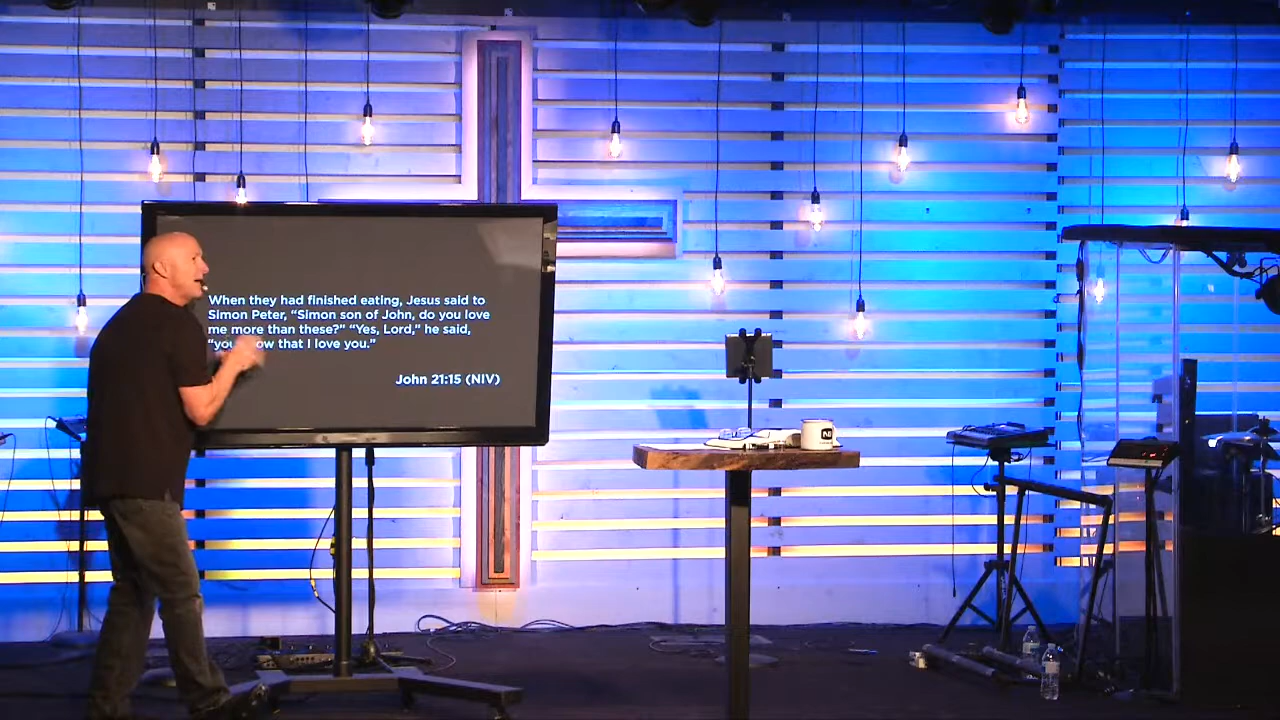 When they had finished eating, Jesus said to
Simon Peter, “Simon son of John, do you love
me more than these?” “Yes, Lord,” he said,
that I love you.”
John 21:15 (NIV)